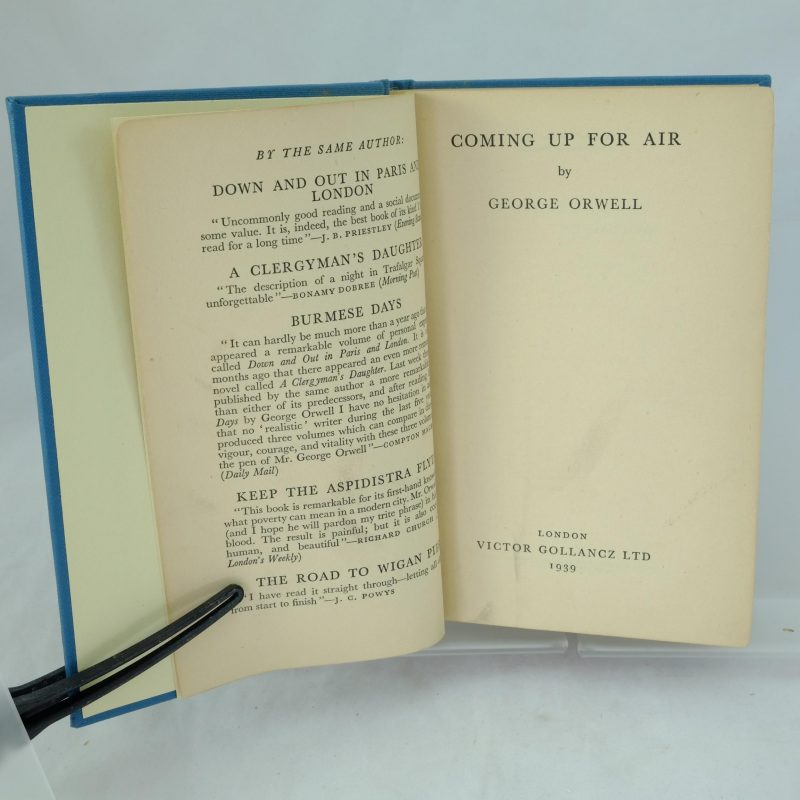 BY THE SAME AUTHOR:
DOWN AND OUT IN PARIS AND
LONDON
"Uncommonly good reading and a social docum
some value. It is, indeed, the best book of its kind I
read for a long time"—J. B. PRIESTLEY (Evening
A CLERGYMAN'S DAUGHTER
"The description of a night in Trafalgar Squ
unforgettable"—BONAMY DOBREE (Morning Post)
BURMESE DAYS
"It can hardly be much more than a year ago
appeared a remarkable volume of personal
called Down and Out in Paris and London. It is
months ago that there appeared an even more
novel called A Clergyman's Daughter. Last week
published by the same author a more remarkable
than either of its predecessors, and after reading
Days by George Orwell I have no hesitation in
that no 'realistic' writer during the last five
produced three volumes which can compare in
vigour, courage, and vitality with these three
the pen of Mr. George Orwell"—COMPTON
(Daily Mail)
KEEP THE ASPIDISTRA FLY
"This book is remarkable for its first-hand
what poverty can mean in a modern city. Mr. Orw
(and I hope he will pardon my trite phrase) in
blood. The result is painful; but it is also
human, and beautiful"—RICHARD CHURCH
London's Weekly)
THE ROAD TO WIGAN PIE
"I have read it straight through—letting all
from start to finish"—J. C. POWYS
COMING UP FOR AIR
by
GEORGE ORWELL
LONDON
VICTOR GOLLANCZ LTD
1939